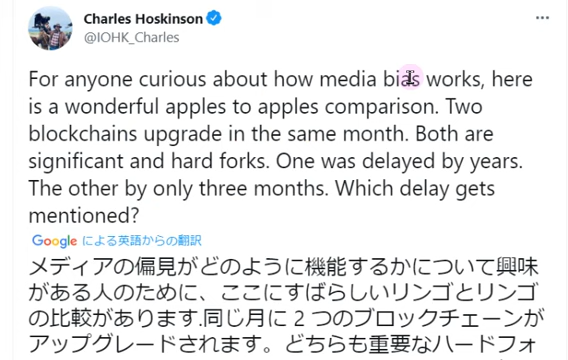 Charles Hoskinson
@IOHK_Charles
For anyone curious about how media bias works, here
is a wonderful apples to apples comparison. Two
blockchains upgrade in the same month. Both are
significant and hard forks. One was delayed by years.
The other by only three months. Which delay gets
mentioned?
Google による英語からの翻訳
メディアの偏見がどのように機能するかについて興味
がある人のために、ここにすばらしいリンゴとリンゴ
の比較があります.同じ月に 2 つのブロックチェーンが
アップグレードされます。どちらも重要なハードフォ